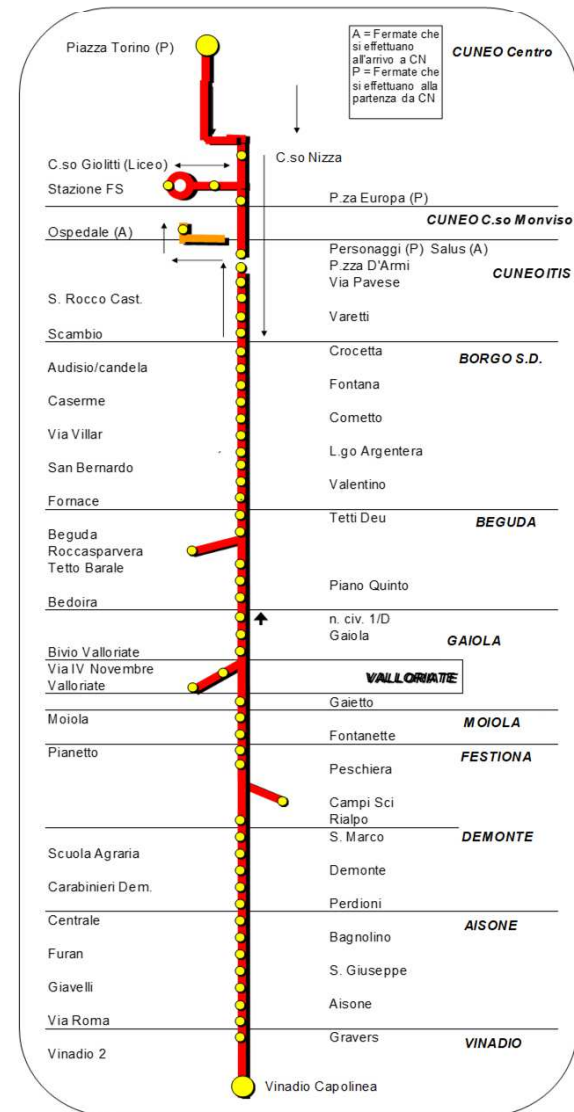 Piazza Torino (P)
A = Fermate che
si effettuano
all'arrivo a CN
P = Fermate che
si effettuano alla
partenza da CN
CUNEO Centro
C.so Nizza
C.so Giolitti (Liceo)
Stazione FS
P.za Europa (P)
CUNEO C.so Monviso
Ospedale (A)
Personaggi (P) Salus (A)
P.zza D'Armi
CUNEO ITIS
Via Pavese
S. Rocco Cast.
Varetti
Scambio
Crocetta
BORGO S.D.
Audisio/candela
Fontana
Caserme
Cometto
Via Villar
L.go Argentera
San Bernardo
Valentino
Fornace
Tetti Deu
BEGUDA
Beguda
Roccasparvera
Tetto Barale
Piano Quinto
Bedoira
n. civ. 1/D
Gaiola
GAIOLA
Bivio Valloriate
Via IV Novembre
VALLORIATE
Valloriate
Gaietto
Moiola
MOIOLA
Fontanette
Pianetto
FESTIONA
Peschiera
Campi Sci
Rialpo
S. Marco
DEMONTE
Scuola Agraria
Demonte
Carabinieri Dem.
Perdioni
Centrale
AISONE
Bagnolino
Furan
S. Giuseppe
Giavelli
Aisone
Via Roma
Gravers
VINADIO
Vinadio 2
Vinadio Capolinea